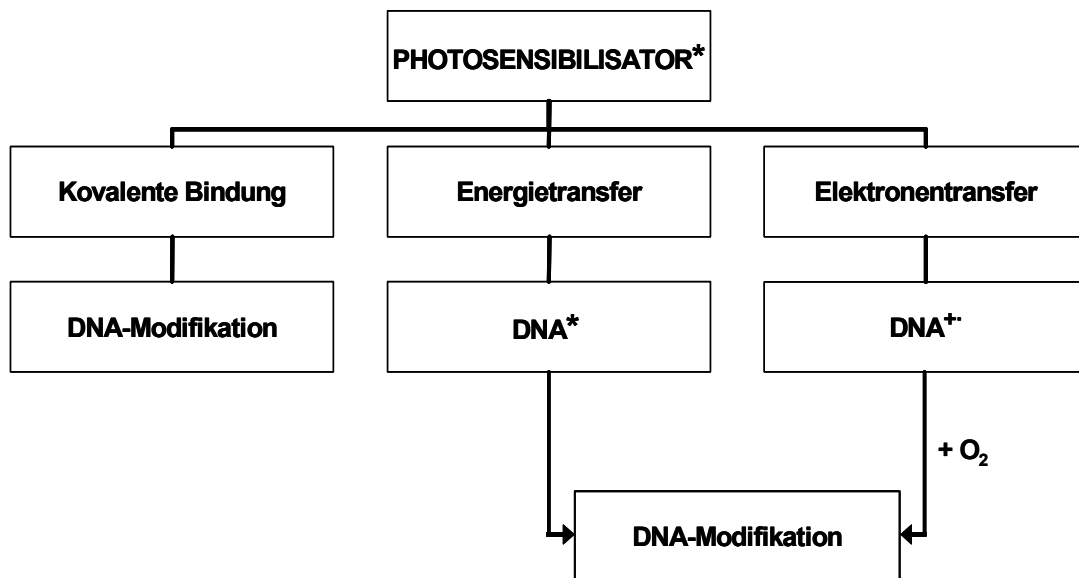 PHOTOSENSIBILISATOR*
Kovalente Bindung
Energietransfer
Elektronentransfer
DNA-Modifikation
DNA*
DNA⁺·
+ O₂
DNA-Modifikation